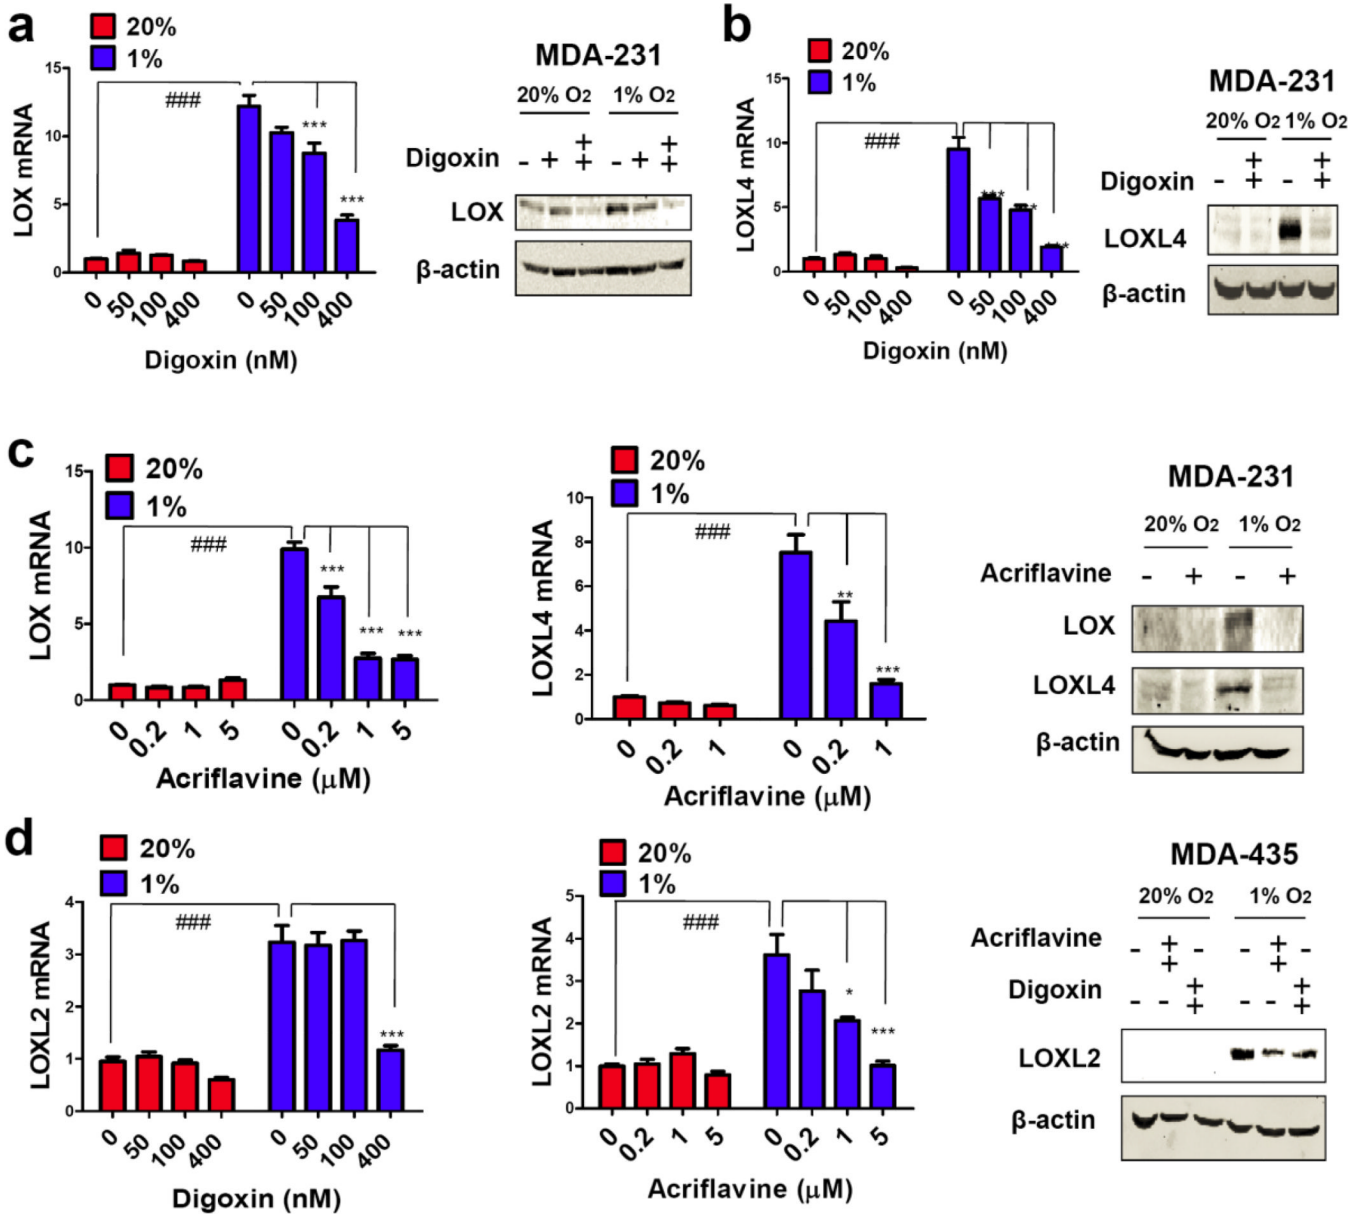 a
20%
1%
LOX mRNA
15
10
5
0
###
***
***
0 50 100 400
0 50 100 400
Digoxin (nM)
MDA-231
20% O2 1% O2
Digoxin - + + + - + + +
LOX
β-actin
b
20%
1%
LOXL4 mRNA
15
10
5
0
###
***
*
***
0 50 100 400
0 50 100 400
Digoxin (nM)
MDA-231
20% O2 1% O2
Digoxin - + + - + +
LOXL4
β-actin
c
20%
1%
LOX mRNA
15
10
5
0
###
***
***
***
0 0.2 1 5
0 0.2 1 5
Acriflavine (μM)
20%
1%
LOXL4 mRNA
10
8
6
4
2
0
###
**
***
0 0.2 1
0 0.2 1
Acriflavine (μM)
MDA-231
20% O2 1% O2
Acriflavine - + - +
LOX
LOXL4
β-actin
d
20%
1%
LOXL2 mRNA
4
3
2
1
0
###
***
0 50 100 400
0 50 100 400
Digoxin (nM)
20%
1%
LOXL2 mRNA
5
4
3
2
1
0
###
*
***
0 0.2 1 5
0 0.2 1 5
Acriflavine (μM)
MDA-435
20% O2 1% O2
Acriflavine - + + - - + + -
Digoxin - - + + - - + +
LOXL2
β-actin